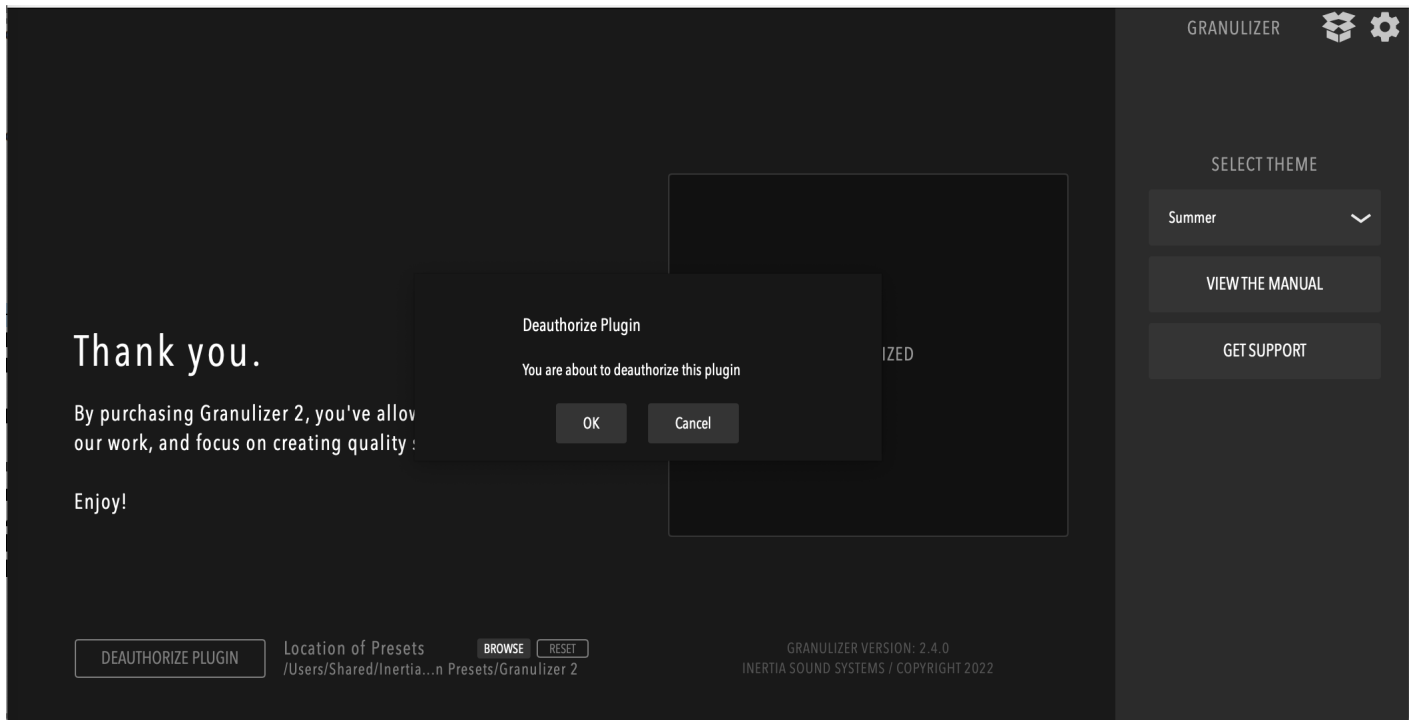 GRANULIZER
SELECT THEME
Summer
VIEW THE MANUAL
GET SUPPORT
Thank you.
By purchasing Granulizer 2, you've allow
our work, and focus on creating quality
Enjoy!
Deauthorize Plugin
You are about to deauthorize this plugin
OK
Cancel
IZED
DEAUTHORIZE PLUGIN
Location of Presets
BROWSE
RESET
/Users/Shared/Inertia...n Presets/Granulizer 2
GRANULIZER VERSION: 2.4.0
INERTIA SOUND SYSTEMS / COPYRIGHT 2022